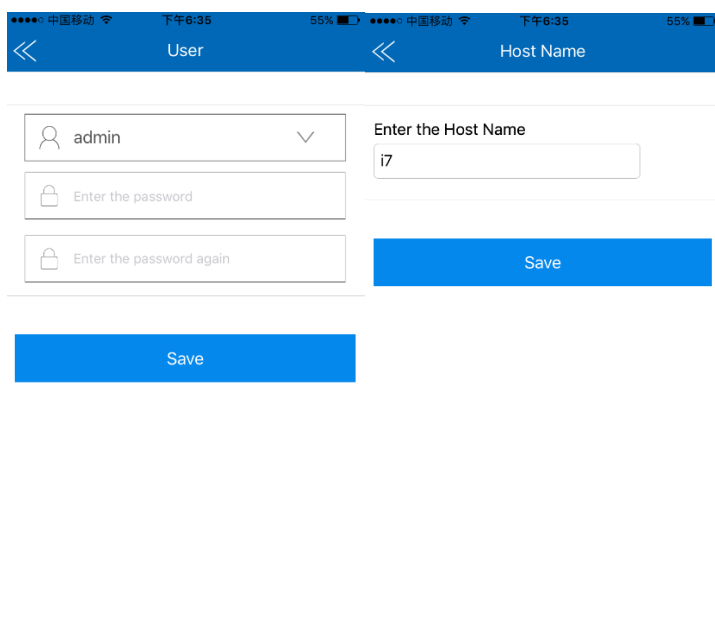 中国移动 下午6:35 55%
User
admin
Enter the password
Enter the password again
Save
中国移动 下午6:35 55%
Host Name
Enter the Host Name
i7
Save